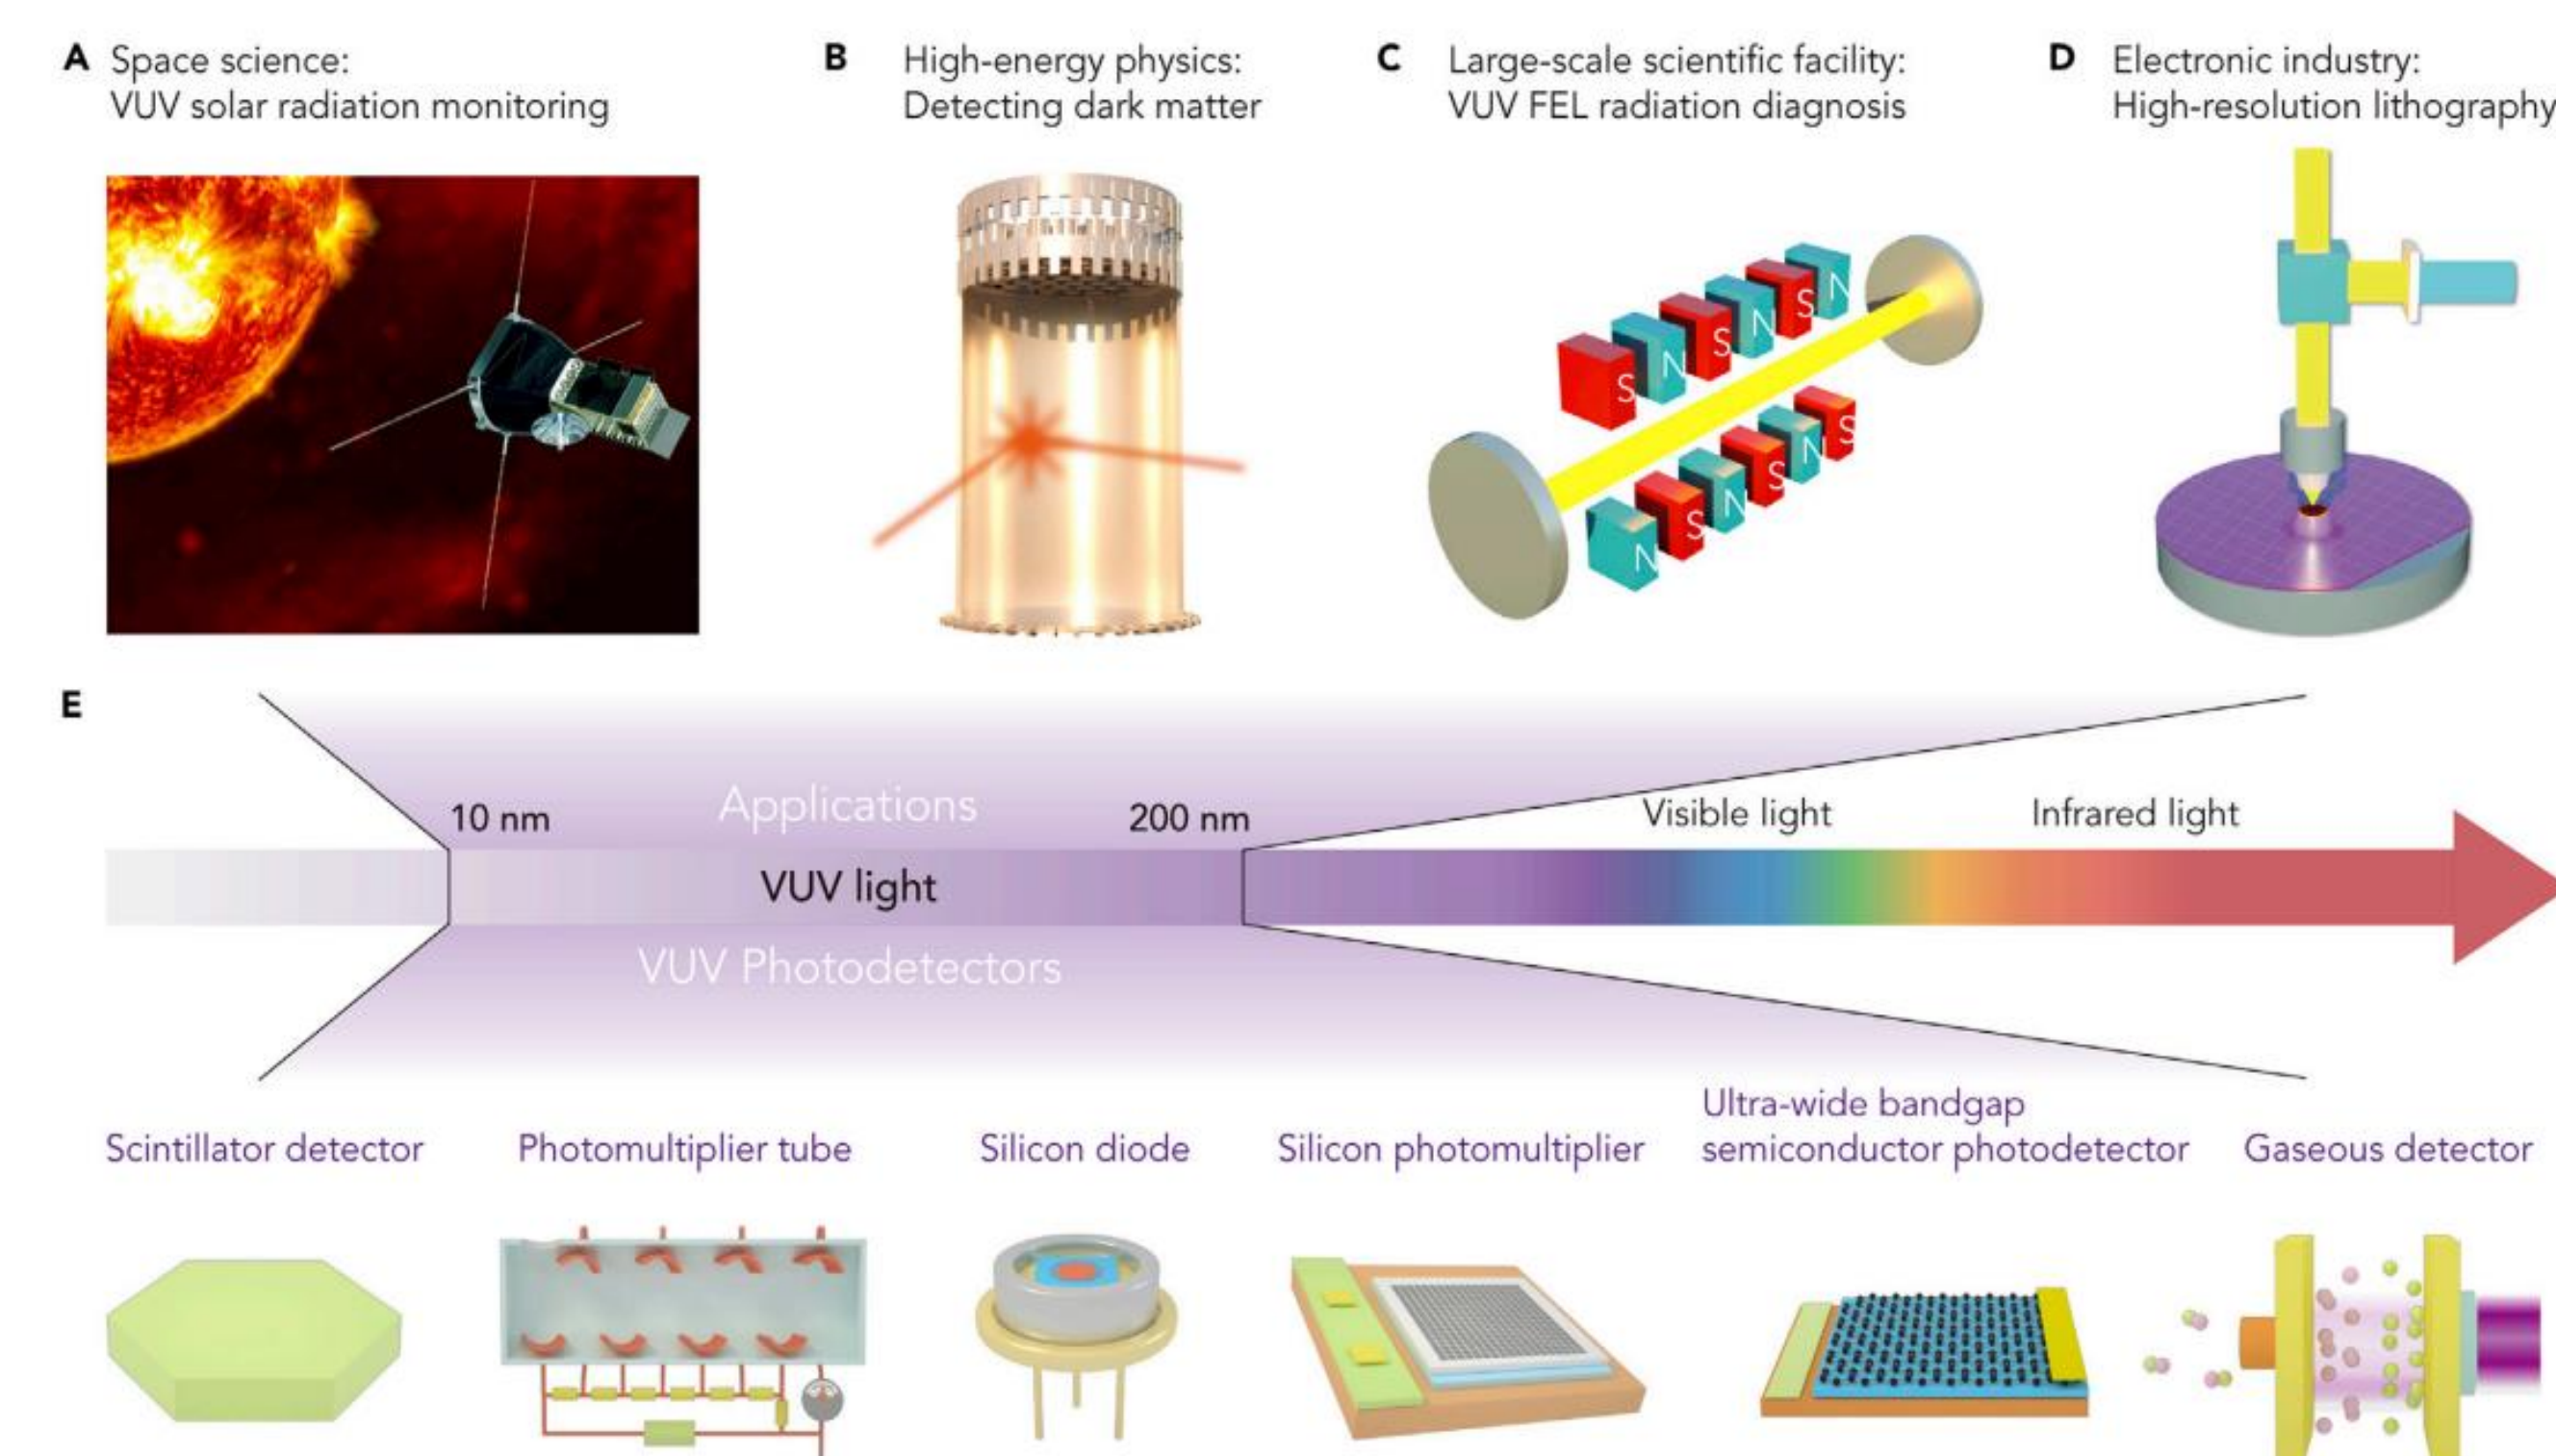 A Space science:
VUV solar radiation monitoring
B High-energy physics:
Detecting dark matter
C Large-scale scientific facility:
VUV FEL radiation diagnosis
D Electronic industry:
High-resolution lithography
S N S N S N
N S N S N S
E
Applications
10 nm 200 nm Visible light Infrared light
VUV light
VUV Photodetectors
Scintillator detector
Photomultiplier tube
Silicon diode
Silicon photomultiplier
Ultra-wide bandgap
semiconductor photodetector
Gaseous detector